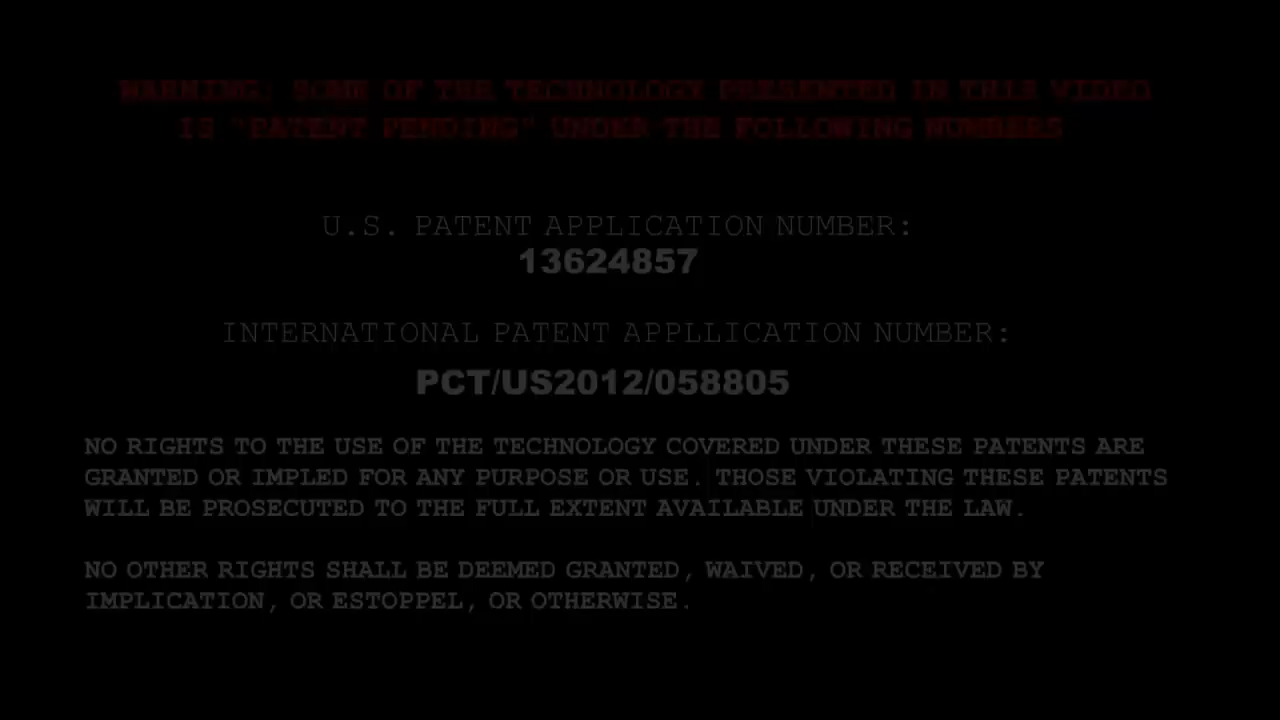 WARNING: SOME OF THE TECHNOLOGY PRESENTED IN THIS VIDEO
IS "PATENT PENDING" UNDER THE FOLLOWING NUMBERS
U.S. PATENT APPLICATION NUMBER:
13624857
INTERNATIONAL PATENT APPLLICATION NUMBER:
PCT/US2012/058805
NO RIGHTS TO THE USE OF THE TECHNOLOGY COVERED UNDER THESE PATENTS ARE
GRANTED OR IMPLED FOR ANY PURPOSE OR USE. THOSE VIOLATING THESE PATENTS
WILL BE PROSECUTED TO THE FULL EXTENT AVAILABLE UNDER THE LAW.
NO OTHER RIGHTS SHALL BE DEEMED GRANTED, WAIVED, OR RECEIVED BY
IMPLICATION, OR ESTOPPEL, OR OTHERWISE.